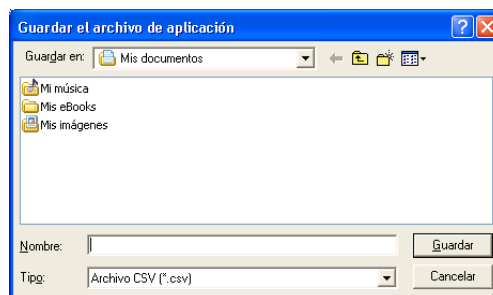 Guardar el archivo de aplicación
Guardar en: Mis documentos
Mi música
Mis eBooks
Mis imágenes
Nombre: Guardar
Tipo: Archivo CSV (*.csv) Cancelar